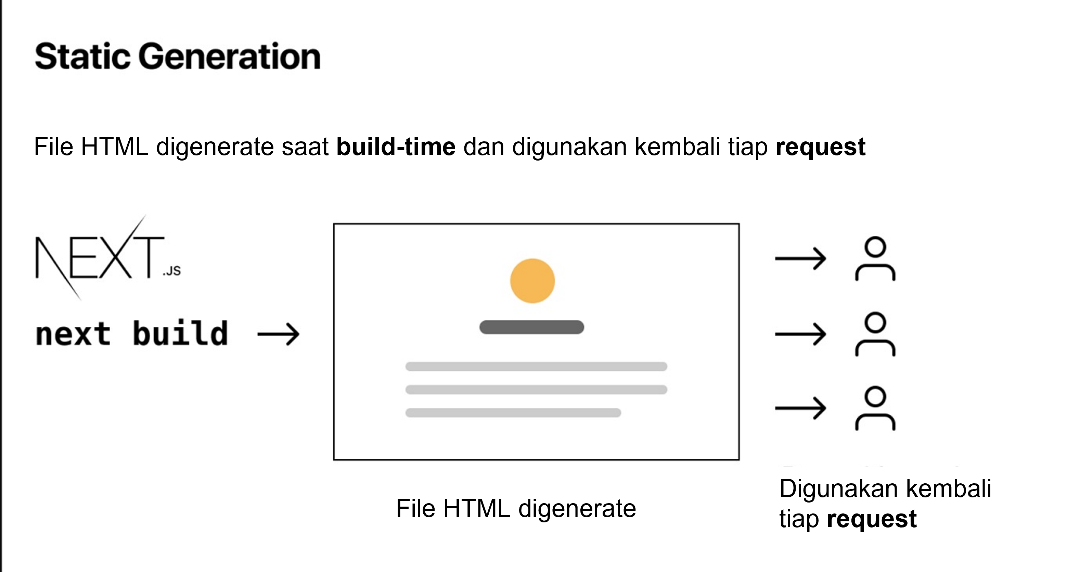 Static Generation
File HTML digenerate saat build-time dan digunakan kembali tiap request
NEXT.JS
next build
File HTML digenerate
Digunakan kembali
tiap request